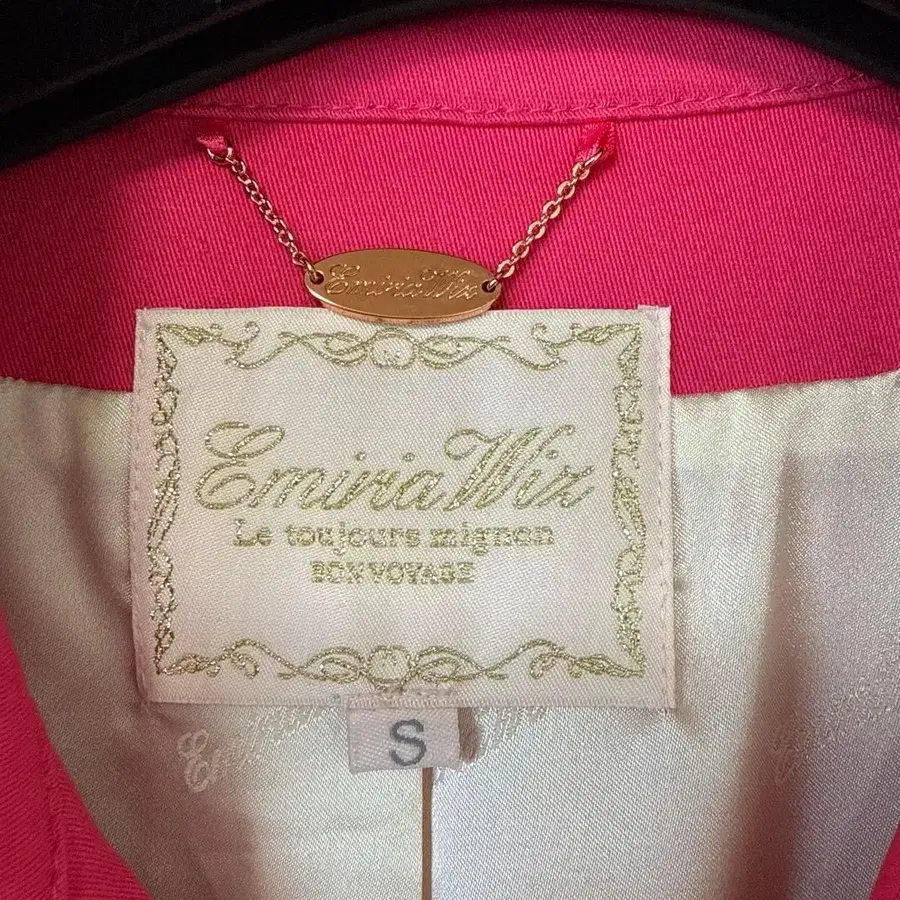 EmiriaWiz
EmiriaWiz
Le toujours mignon
BON VOYAGE
S